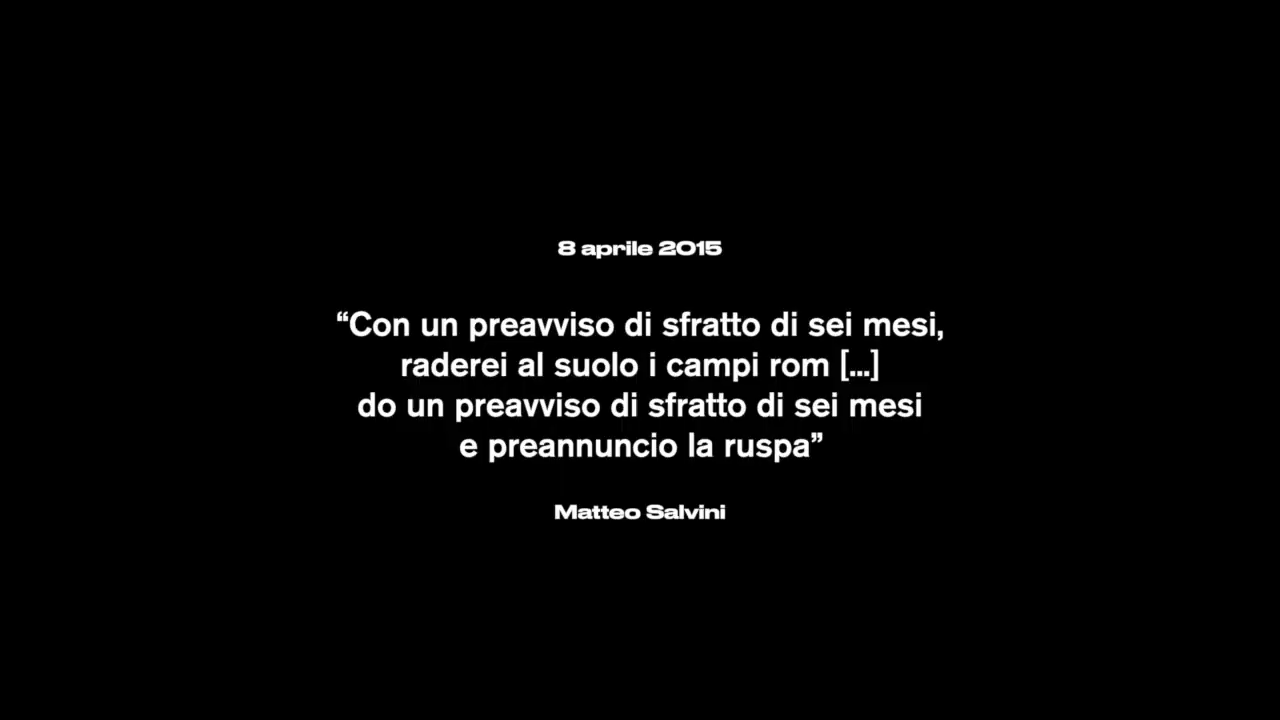 8 aprile 2015
“Con un preavviso di sfratto di sei mesi,
raderei al suolo i campi rom [...]
do un preavviso di sfratto di sei mesi
e preannuncio la ruspa”
Matteo Salvini